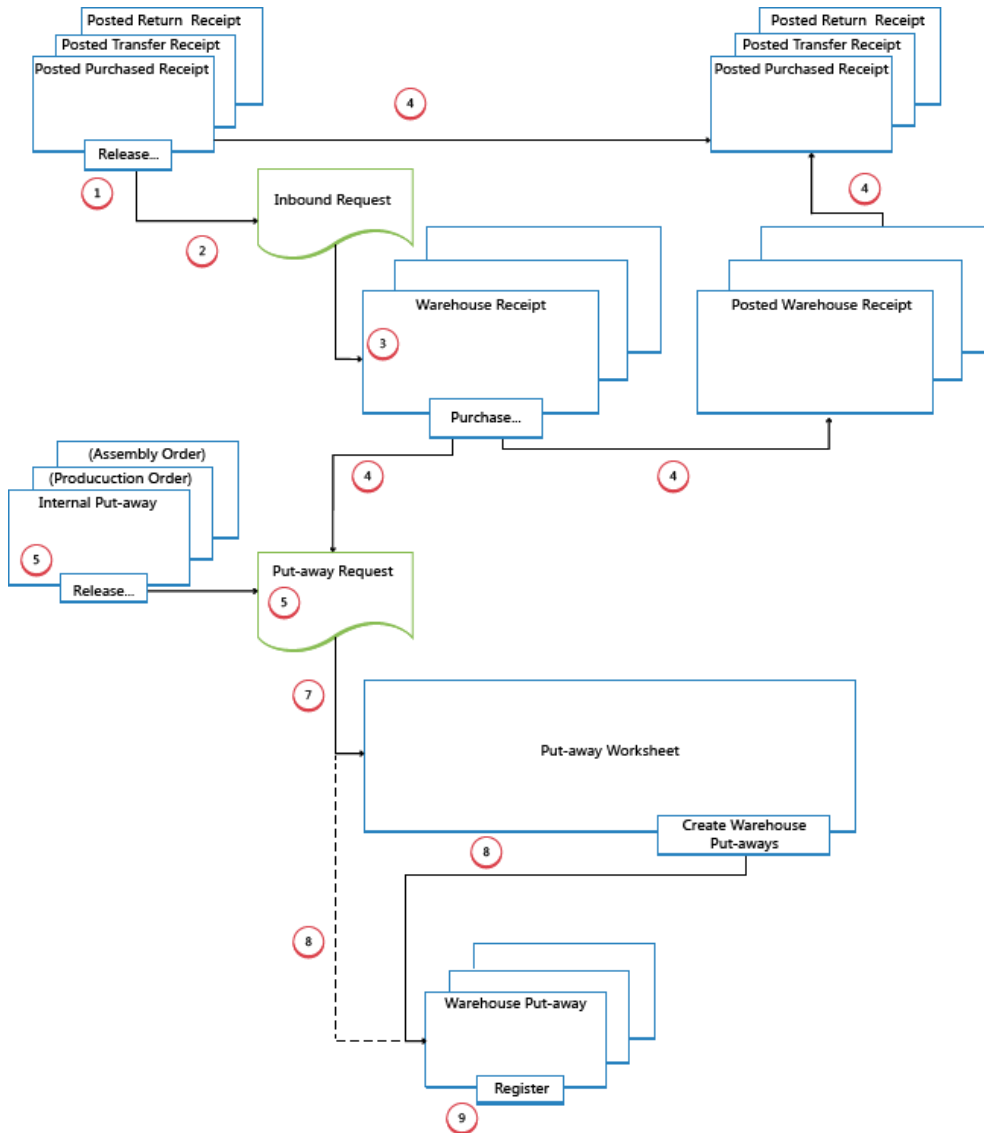 Posted Return  Receipt
Posted Transfer Receipt
Posted Purchased Receipt
Release...
1
4
Posted Return  Receipt
Posted Transfer Receipt
Posted Purchased Receipt
4
Inbound Request
2
Warehouse Receipt
3
Purchase...
Posted Warehouse Receipt
4
4
(Assembly Order)
(Producuction Order)
Internal Put-away
5
Release...
Put-away Request
5
7
Put-away Worksheet
Create Warehouse
Put-aways
8
8
Warehouse Put-away
Register
9